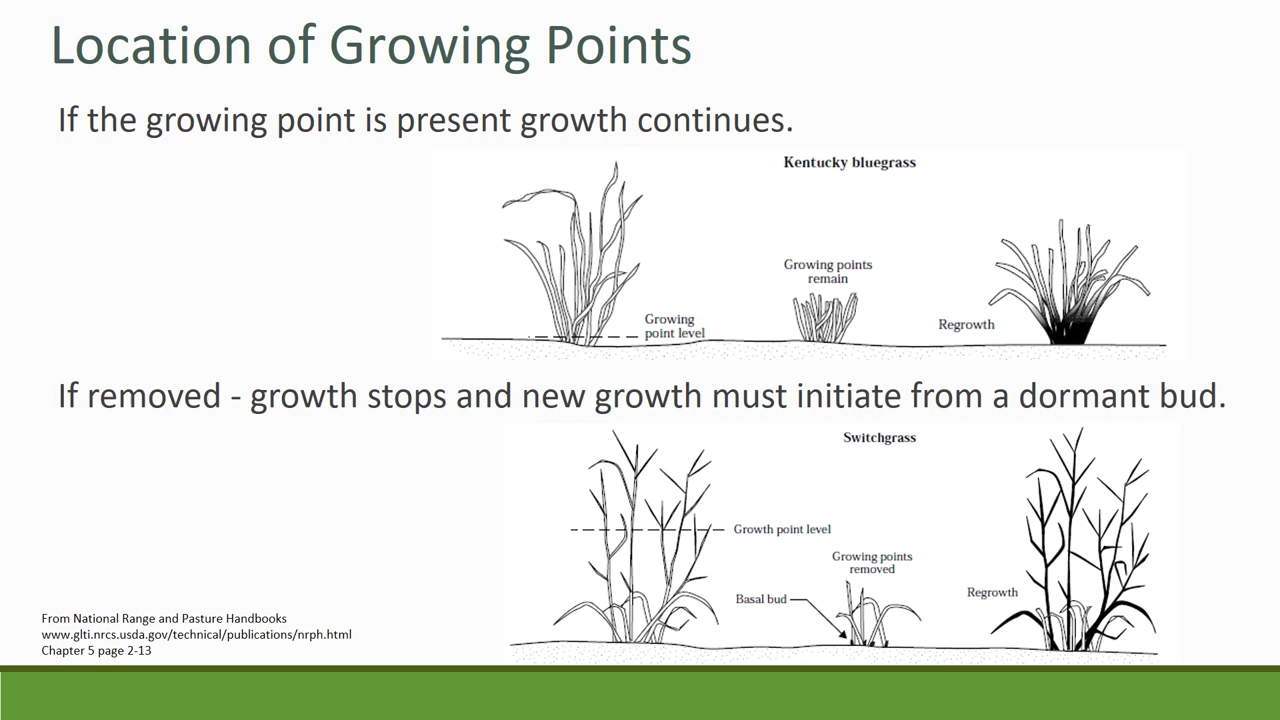 Location of Growing Points
If the growing point is present growth continues.
Kentucky bluegrass
Growing points
remain
Growing
point level
Regrowth
If removed - growth stops and new growth must initiate from a dormant bud.
Switchgrass
Growth point level
Growing points
removed
Basal bud
Regrowth
From National Range and Pasture Handbooks
www.glti.nrcs.usda.gov/technical/publications/nrph.html
Chapter 5 page 2-13